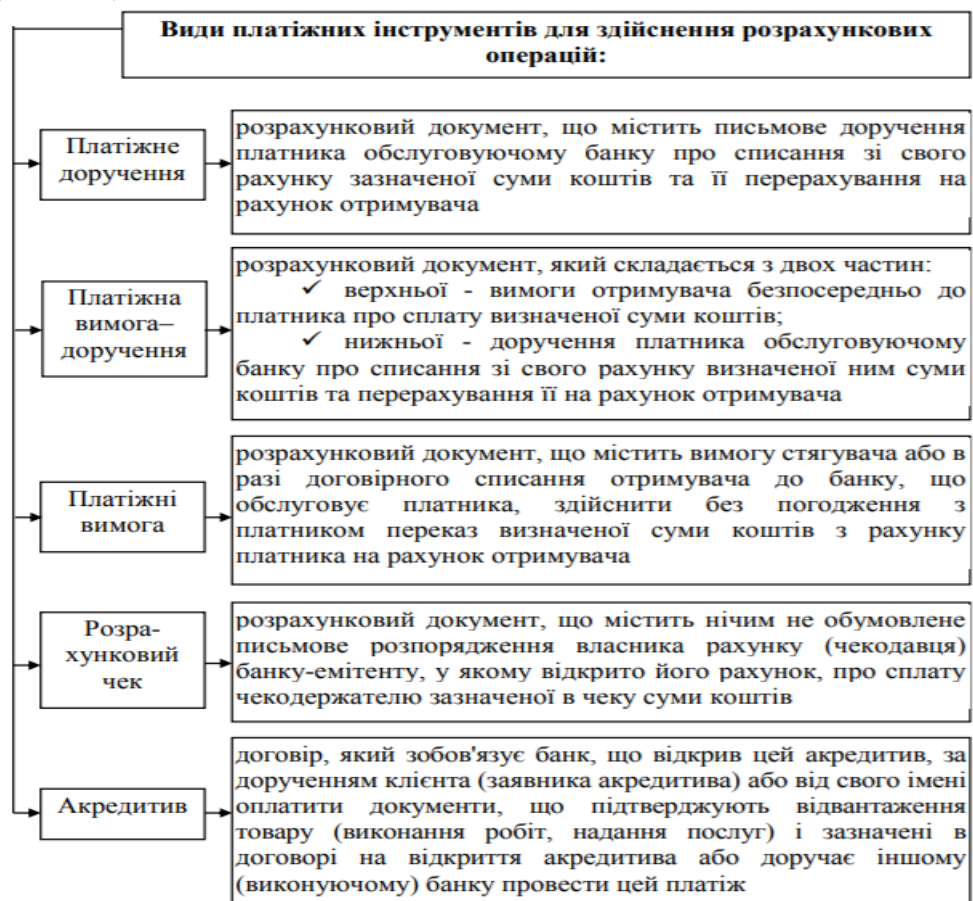 Види платіжних інструментів для здійснення розрахункових
операцій:
Платіжне
доручення
розрахунковий документ, що містить письмове доручення
платника обслуговуючому банку про списання зі свого
рахунку зазначеної суми коштів та її перерахування на
рахунок отримувача
Платіжна
вимога–
доручення
розрахунковий документ, який складається з двох частин:
✓ верхньої - вимоги отримувача безпосередньо до
платника про сплату визначеної суми коштів;
✓ нижньої - доручення платника обслуговуючому
банку про списання зі свого рахунку визначеної ним суми
коштів та перерахування її на рахунок отримувача
Платіжні
вимога
розрахунковий документ, що містить вимогу стягувача або в
разі договірного списання отримувача до банку, що
обслуговує платника, здійснити без погодження з
платником переказ визначеної суми коштів з рахунку
платника на рахунок отримувача
Розра-
хунковий
чек
розрахунковий документ, що містить нічим не обумовлене
письмове розпорядження власника рахунку (чекодавця)
банку-емітенту, у якому відкрито його рахунок, про сплату
чекодержателю зазначеної в чеку суми коштів
Акредитив
договір, який зобов'язує банк, що відкрив цей акредитив, за
дорученням клієнта (заявника акредитива) або від свого імені
оплатити документи, що підтверджують відвантаження
товару (виконання робіт, надання послуг) і зазначені в
договорі на відкриття акредитива або доручає іншому
(виконуючому) банку провести цей платіж